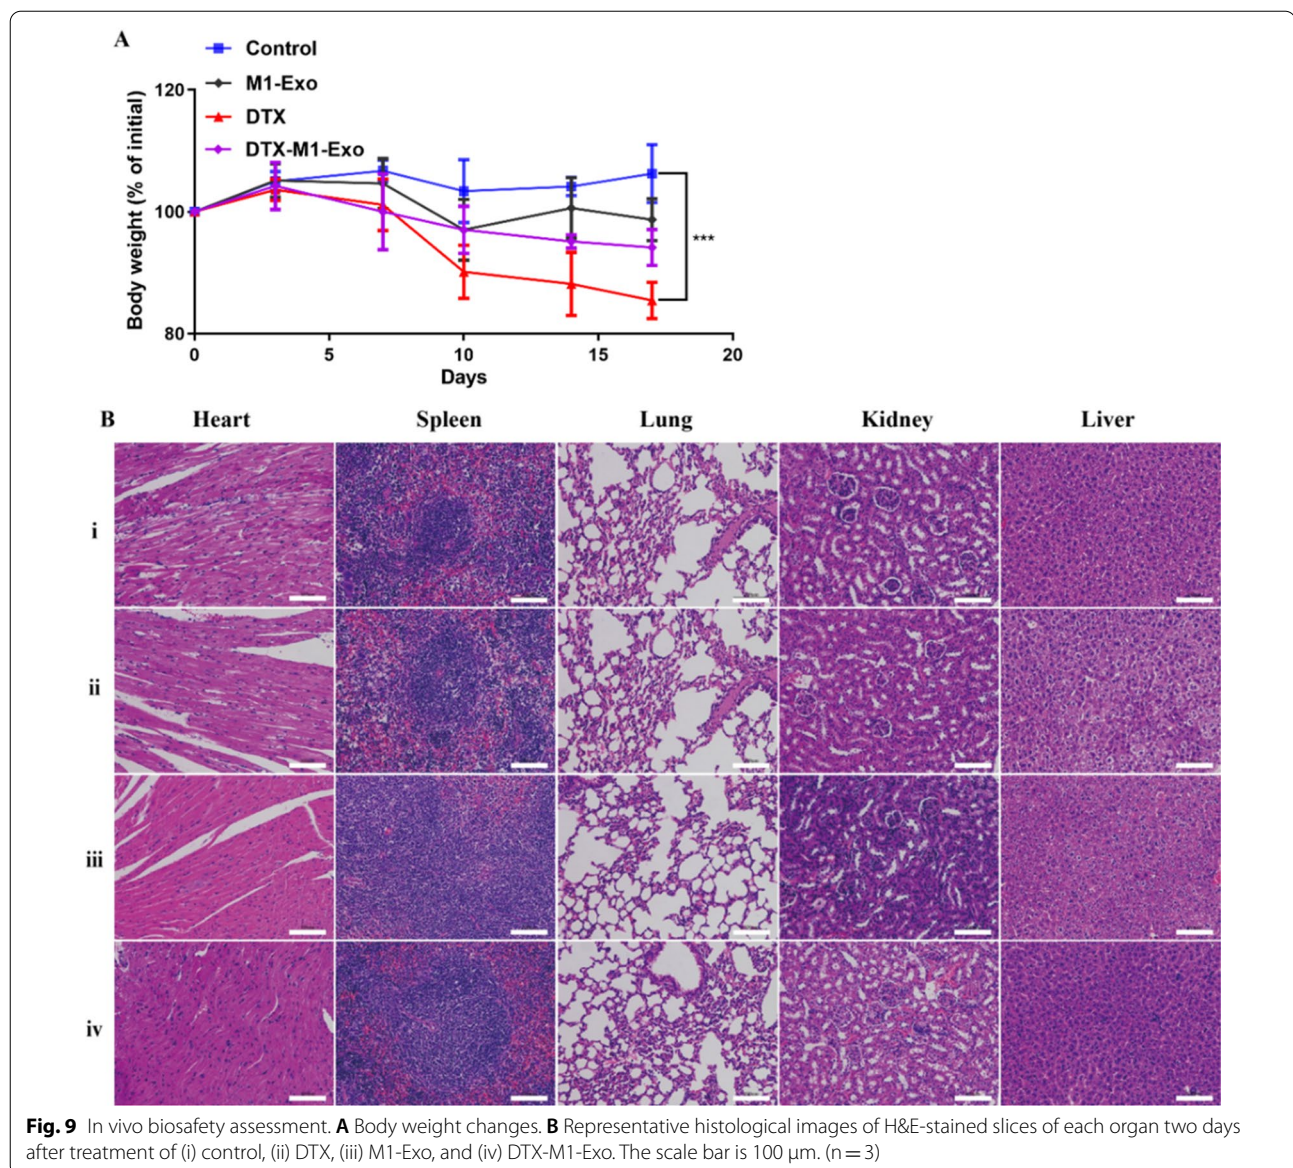 A
Control
M1-Exo
DTX
DTX-M1-Exo
Body weight (% of initial)
120
100
80
0 5 10 15 20
Days
***
B Heart Spleen Lung Kidney Liver
i
ii
iii
iv
Fig. 9 In vivo biosafety assessment. A Body weight changes. B Representative histological images of H&E-stained slices of each organ two days
after treatment of (i) control, (ii) DTX, (iii) M1-Exo, and (iv) DTX-M1-Exo. The scale bar is 100 μm. (n = 3)